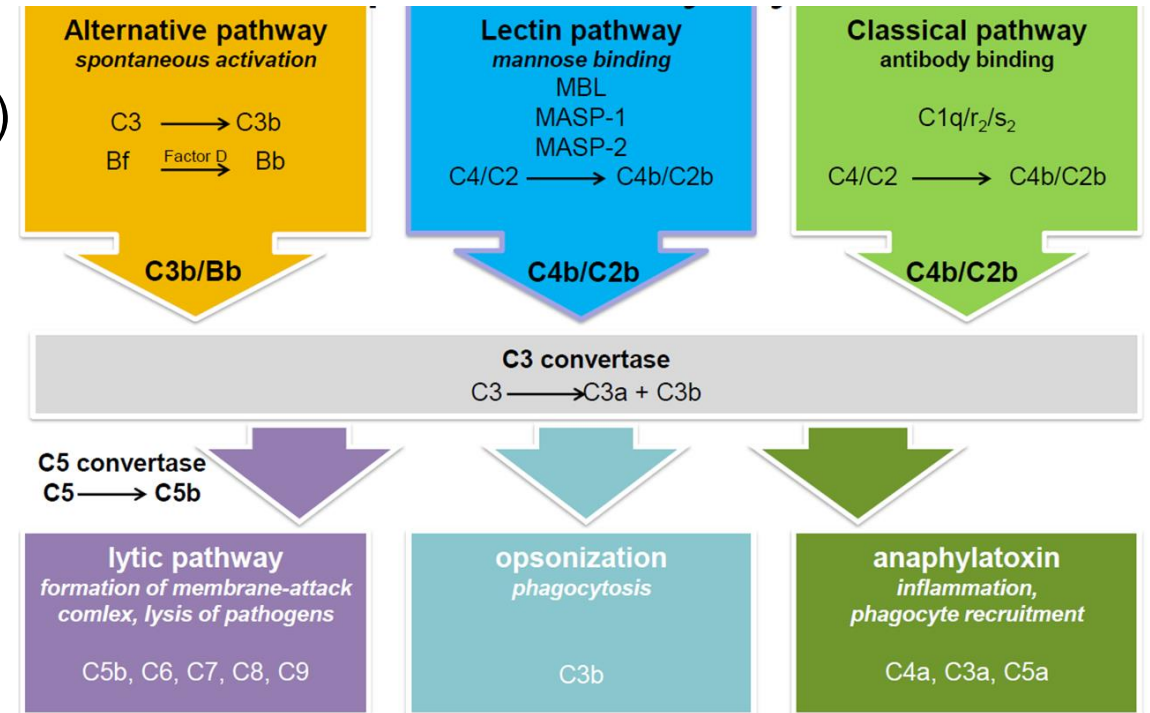 )
Alternative pathway
spontaneous activation
C3 → C3b
Bf Factor D → Bb
C3b/Bb
Lectin pathway
mannose binding
MBL
MASP-1
MASP-2
C4/C2 → C4b/C2b
C4b/C2b
Classical pathway
antibody binding
C1q/r₂/s₂
C4/C2 → C4b/C2b
C4b/C2b
C3 convertase
C3 → C3a + C3b
C5 convertase
C5 → C5b
lytic pathway
formation of membrane-attack
comlex, lysis of pathogens
C5b, C6, C7, C8, C9
opsonization
phagocytosis
C3b
anaphylatoxin
inflammation,
phagocyte recruitment
C4a, C3a, C5a